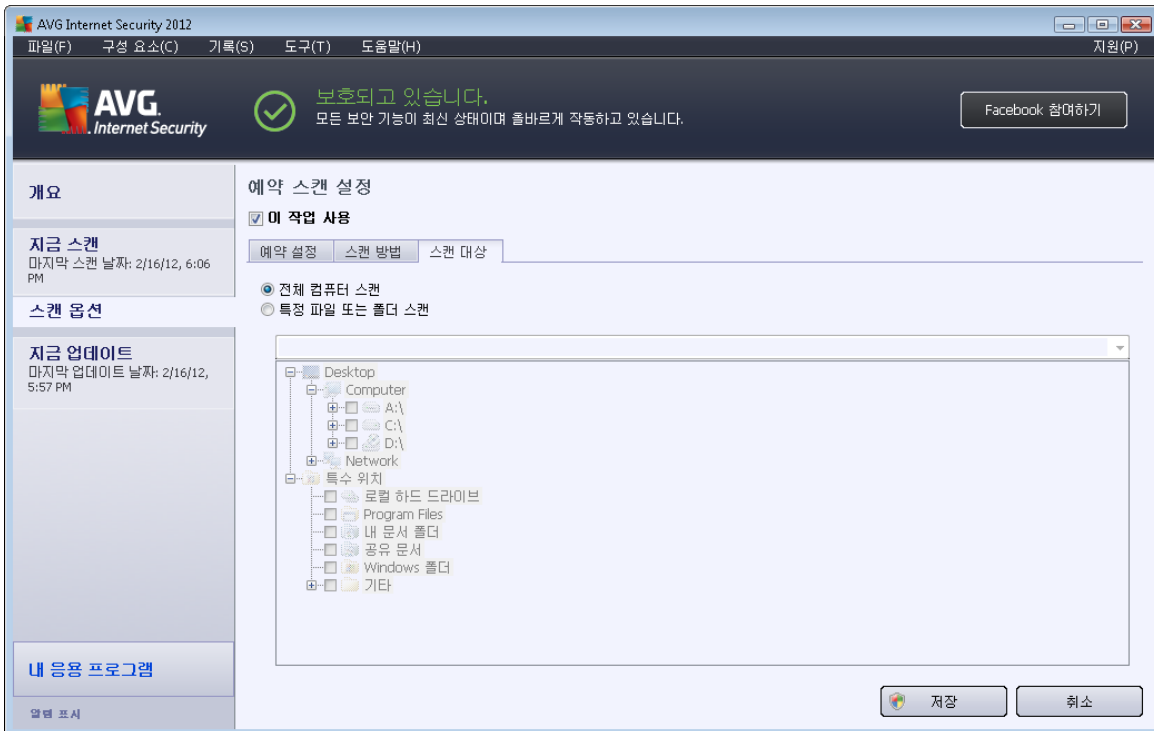 AVG Internet Security 2012
파일(F) 구성 요소(C) 기록(S) 도구(T) 도움말(H) 지원(P)
AVG.
Internet Security
보호되고 있습니다.
모든 보안 기능이 최신 상태이며 올바르게 작동하고 있습니다.
Facebook 참여하기
개요
지금 스캔
마지막 스캔 날짜: 2/16/12, 6:06
PM
스캔 옵션
지금 업데이트
마지막 업데이트 날짜: 2/16/12,
5:57 PM
내 응용 프로그램
알림 표시
예약 스캔 설정
이 작업 사용
예약 설정 스캔 방법 스캔 대상
전체 컴퓨터 스캔
특정 파일 또는 폴더 스캔
Desktop
Computer
A:\
C:\
D:\
Network
특수 위치
로컬 하드 드라이브
Program Files
내 문서 폴더
공유 문서
Windows 폴더
기타
저장 취소